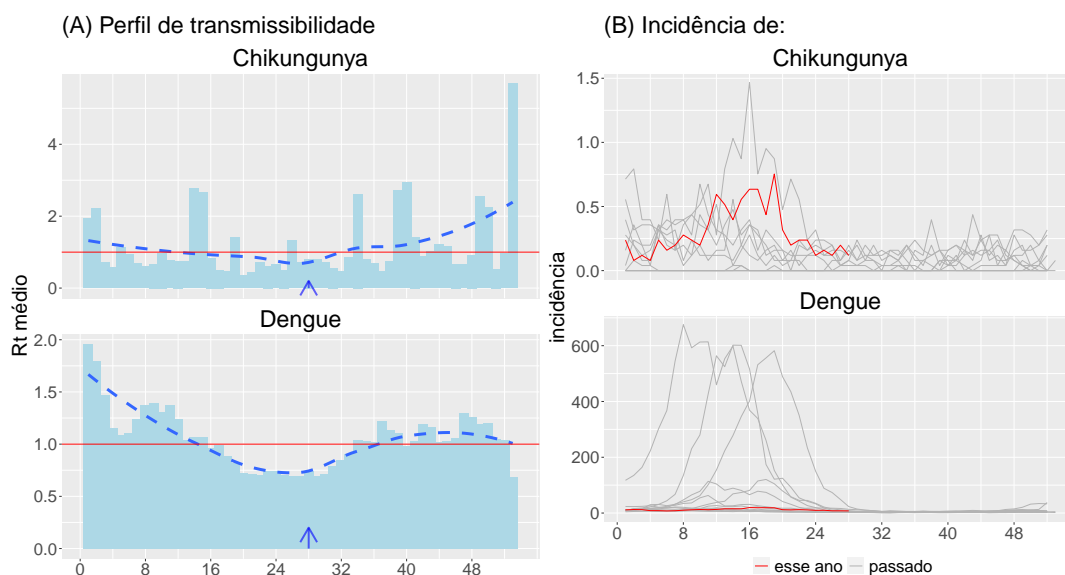 (A) Perfil de transmissibilidade
Chikungunya
4
2
1
0
Dengue
2.0
1.5
1.0
0.5
0.0
0 8 16 24 32 40 48
Rt médio
(B) Incidência de:
Chikungunya
1.5
1.0
0.5
0.0
Dengue
600
400
200
0
0 8 16 24 32 40 48
incidência
esse ano passado